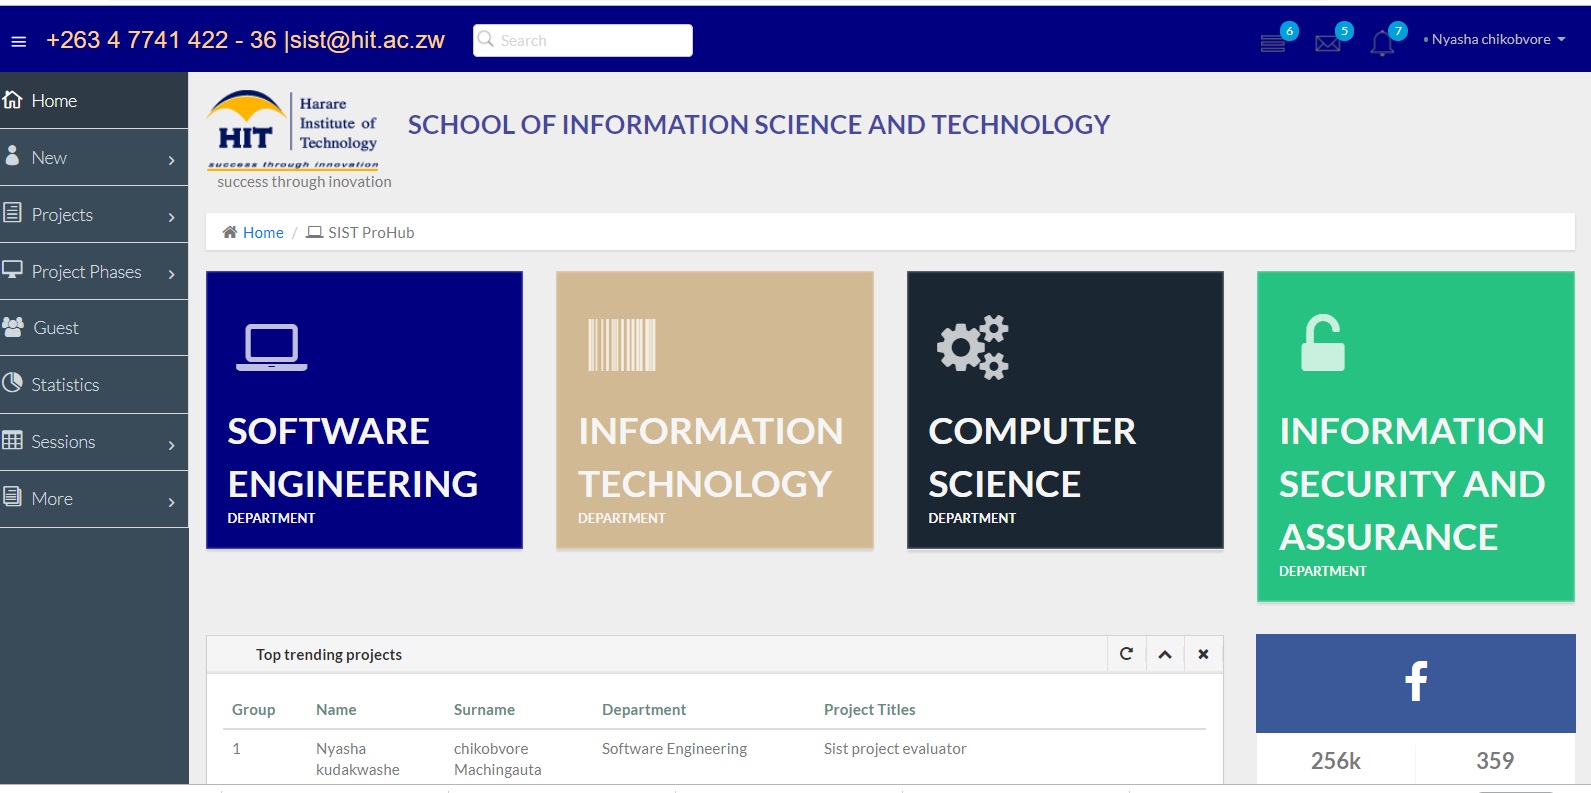 +263 4 7741 422 - 36 |sist@hit.ac.zw
Search
6
5
7
Nyasha chikobvore
Home
New
Projects
Project Phases
Guest
Statistics
Sessions
More
HIT
Harare
Institute of
Technology
success through innovation
success through inovation
SCHOOL OF INFORMATION SCIENCE AND TECHNOLOGY
Home / SIST ProHub
SOFTWARE
ENGINEERING
DEPARTMENT
INFORMATION
TECHNOLOGY
DEPARTMENT
COMPUTER
SCIENCE
DEPARTMENT
INFORMATION
SECURITY AND
ASSURANCE
DEPARTMENT
Top trending projects
Group Name Surname Department Project Titles
1 Nyasha chikobvore Software Engineering Sist project evaluator
kudakwashe Machingauta
256k 359